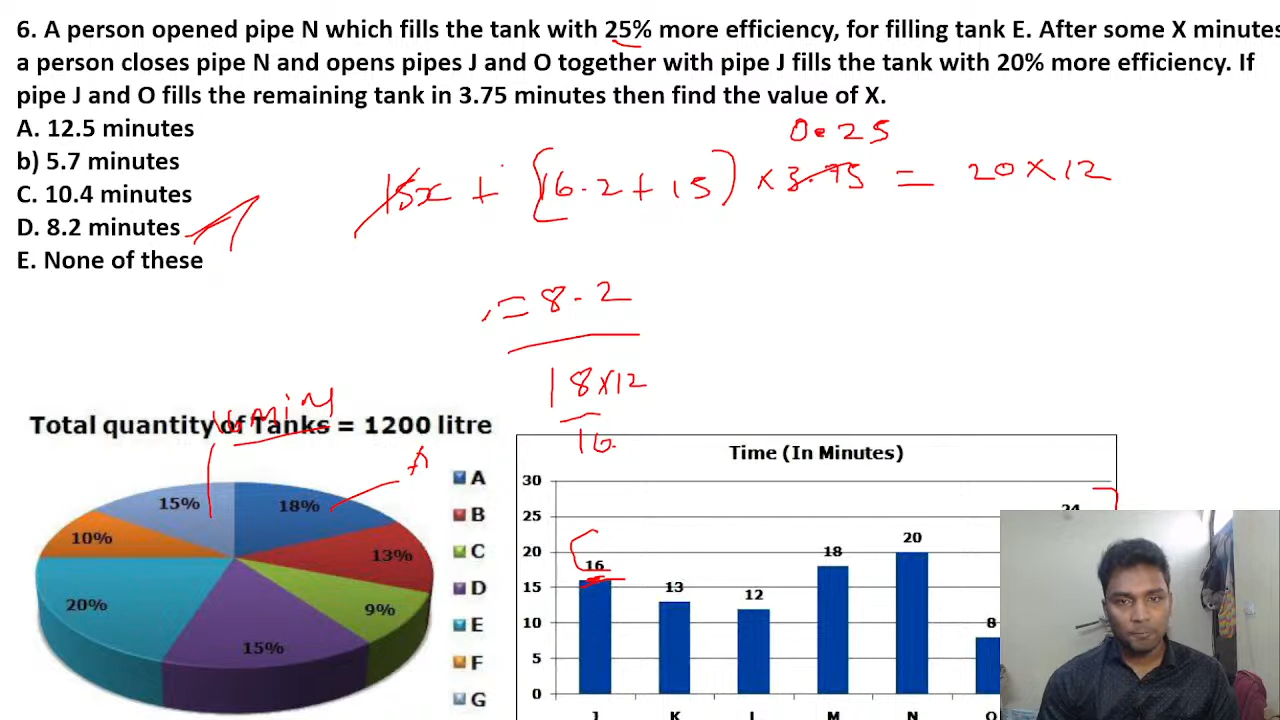 6. A person opened pipe N which fills the tank with 25% more efficiency, for filling tank E. After some X minutes
a person closes pipe N and opens pipes J and O together with pipe J fills the tank with 20% more efficiency. If
pipe J and O fills the remaining tank in 3.75 minutes then find the value of X.
A. 12.5 minutes
b) 5.7 minutes
C. 10.4 minutes
D. 8.2 minutes
E. None of these
0.25
15x + (16.2 + 15) × 3.75 = 20 × 12
= 8.2
18×12
16
Total quantity of Tanks = 1200 litre
A
18%
13%
9%
15%
20%
10%
15%
A
B
C
D
E
F
G
Time (In Minutes)
30
25
20
15
10
5
0
16
13
12
18
20
8
24
J K L M N O